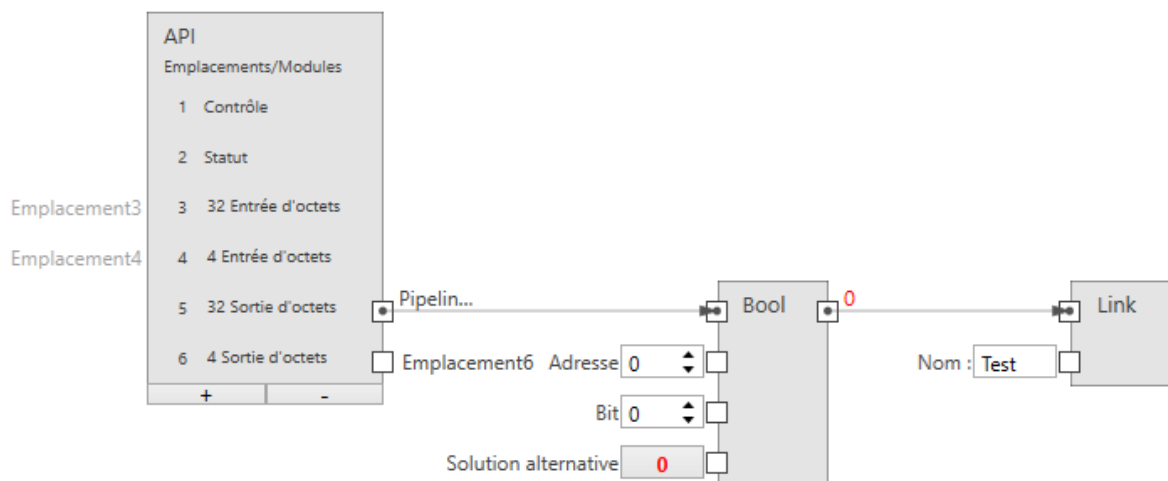 API
Emplacements/Modules
1 Contrôle
2 Statut
Emplacement3 3 32 Entrée d'octets
Emplacement4 4 4 Entrée d'octets
5 32 Sortie d'octets Pipelin... Bool 0 Link
6 4 Sortie d'octets Emplacement6 Adresse 0 Nom : Test
+ -
Bit 0
Solution alternative 0